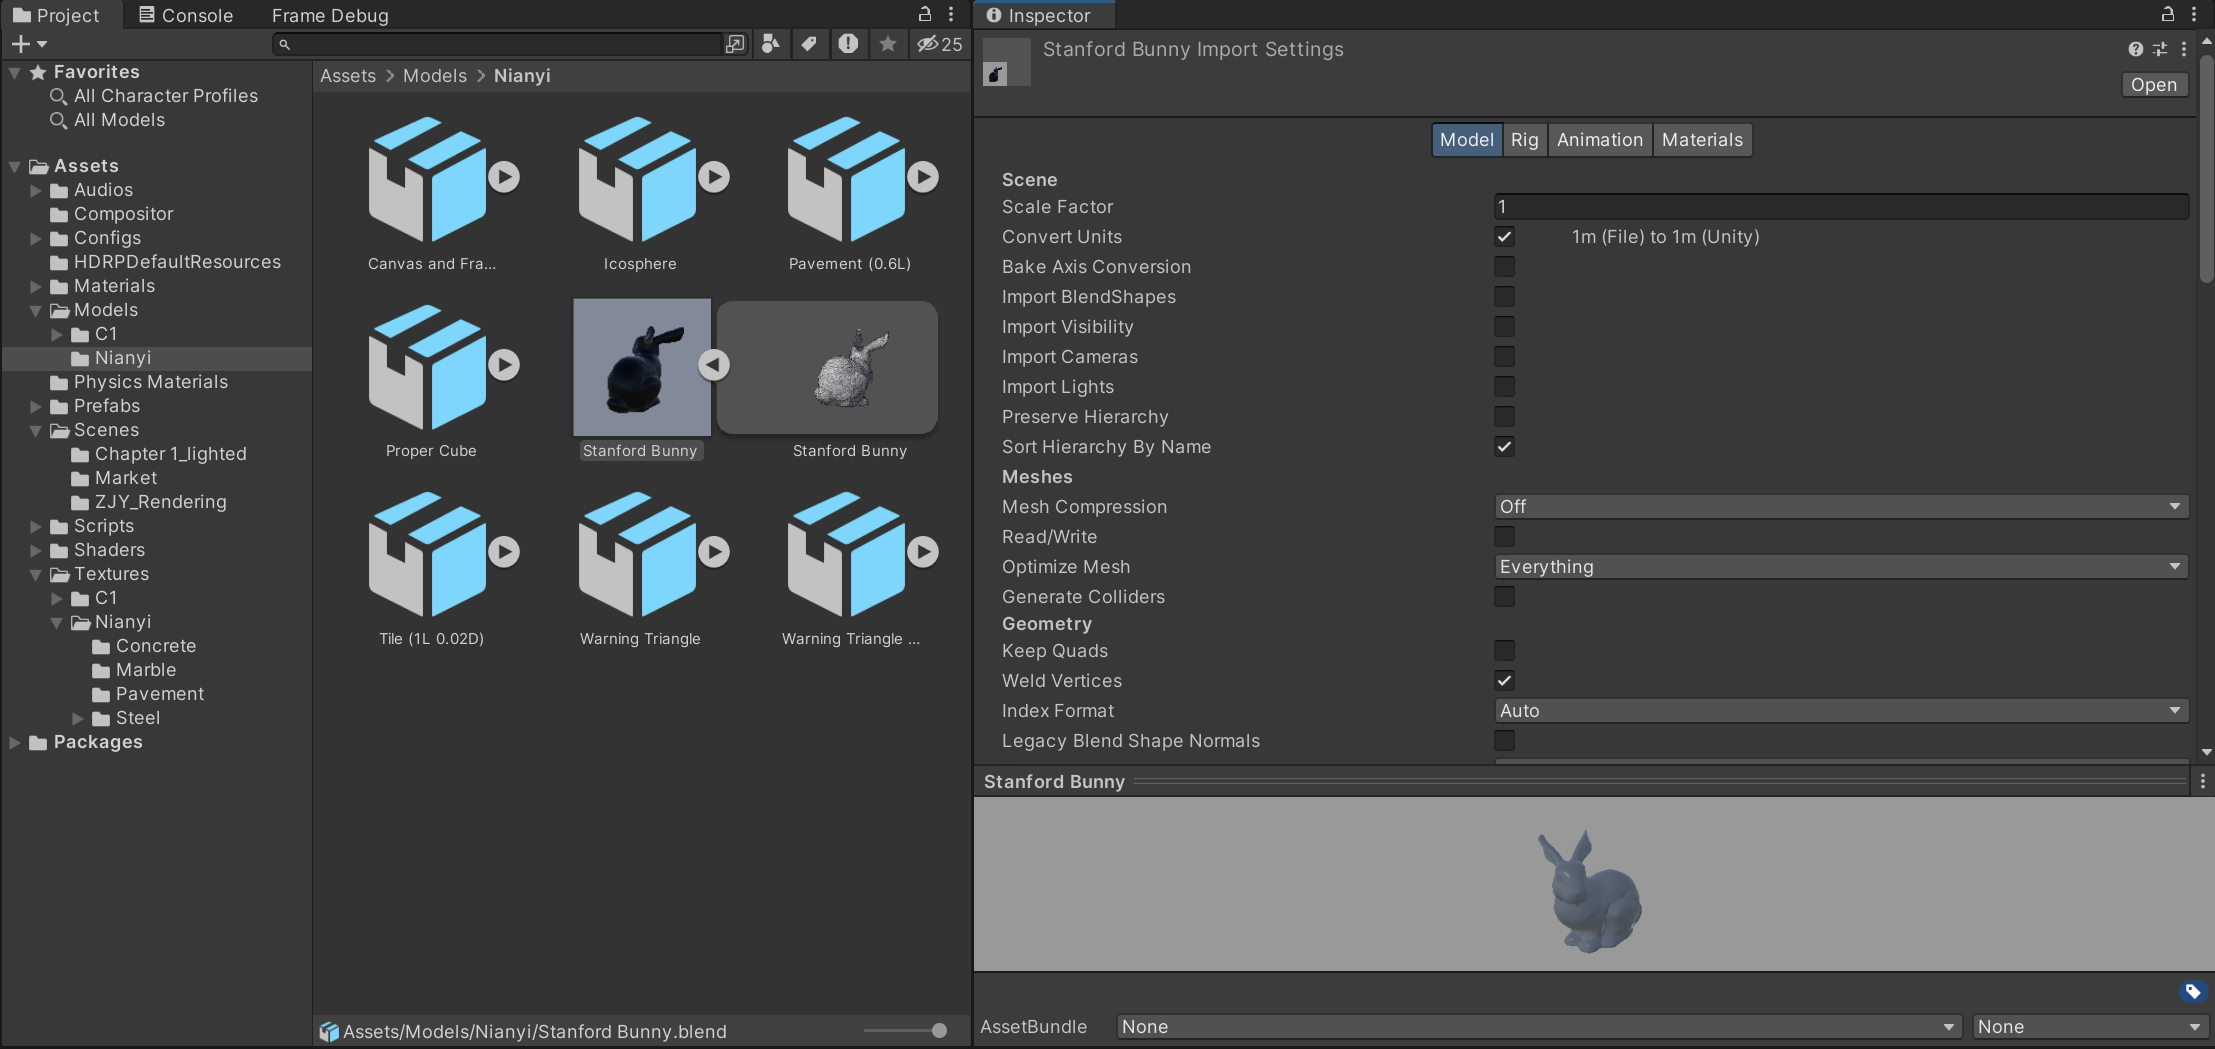 Project
Console
Frame Debug
25
Favorites
All Character Profiles
All Models
Assets
Audios
Compositor
Configs
HDRPDefaultResources
Materials
Models
C1
Nianyi
Physics Materials
Prefabs
Scenes
Chapter 1_lighted
Market
ZJY_Rendering
Scripts
Shaders
Textures
C1
Nianyi
Concrete
Marble
Pavement
Steel
Packages
Assets > Models > Nianyi
Canvas and Fra...
Icosphere
Pavement (0.6L)
Proper Cube
Stanford Bunny
Stanford Bunny
Tile (1L 0.02D)
Warning Triangle
Warning Triangle ...
Assets/Models/Nianyi/Stanford Bunny.blend
Inspector
Stanford Bunny Import Settings
Open
Model
Rig
Animation
Materials
Scene
Scale Factor 1
Convert Units 1m (File) to 1m (Unity)
Bake Axis Conversion
Import BlendShapes
Import Visibility
Import Cameras
Import Lights
Preserve Hierarchy
Sort Hierarchy By Name
Meshes
Mesh Compression Off
Read/Write
Optimize Mesh Everything
Generate Colliders
Geometry
Keep Quads
Weld Vertices
Index Format Auto
Legacy Blend Shape Normals
Stanford Bunny
AssetBundle None None